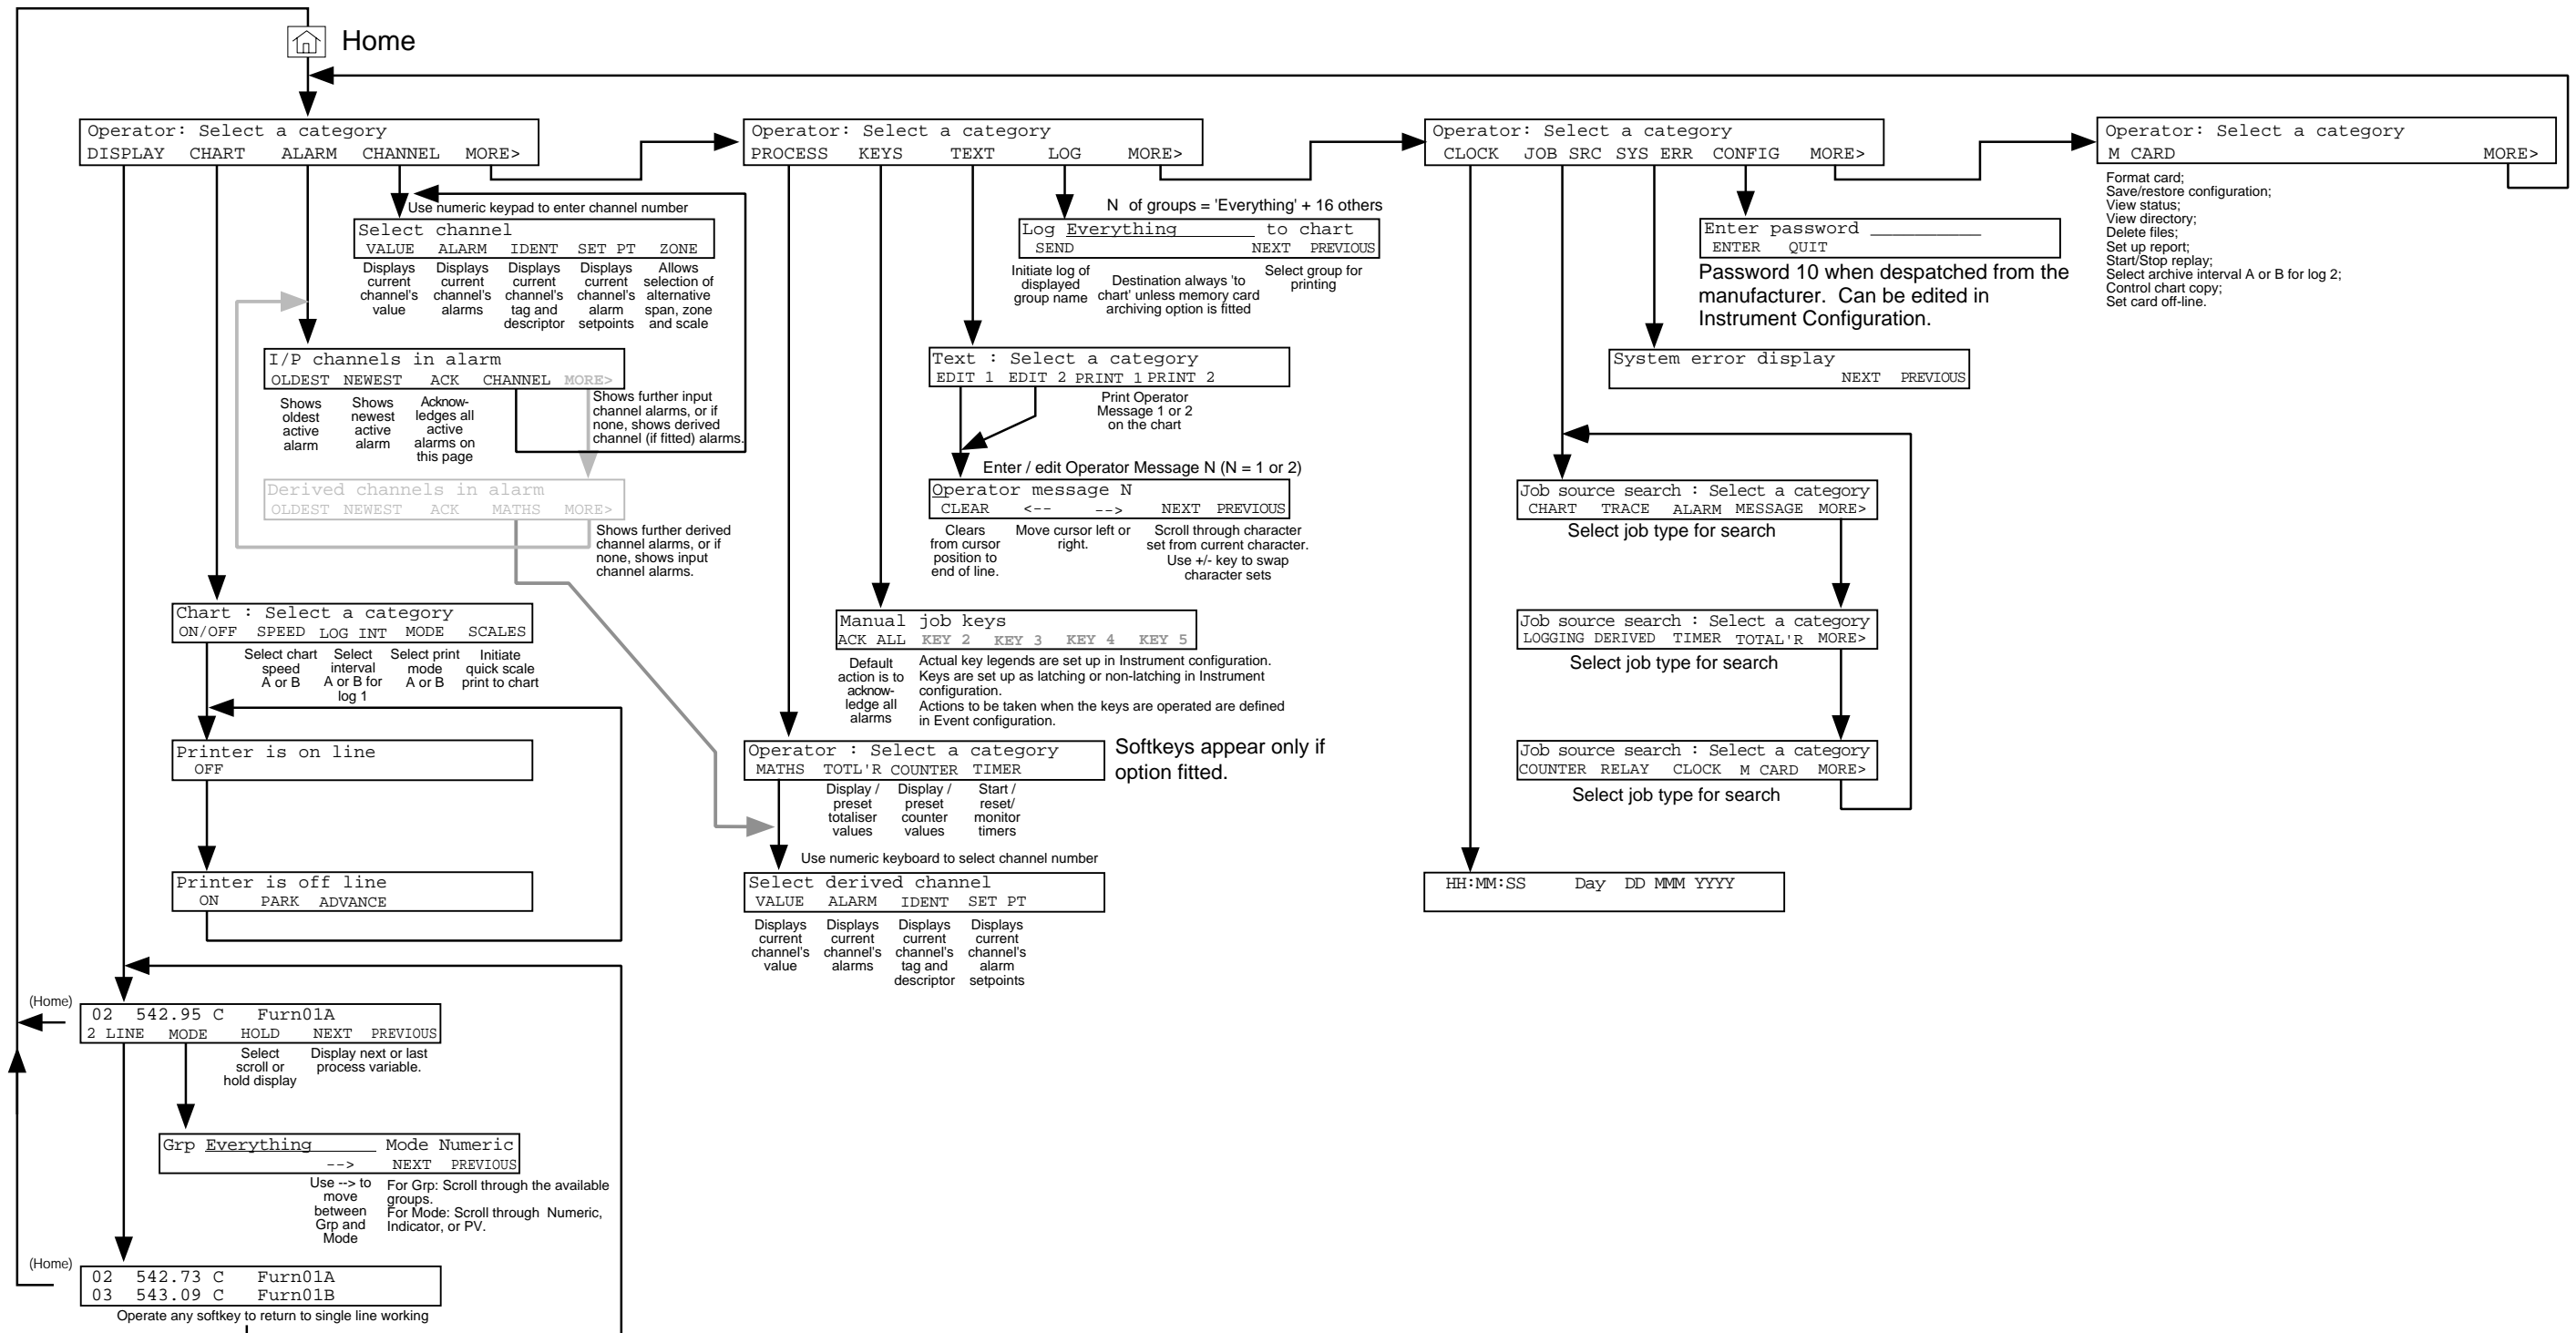 Home
Operator: Select a category
DISPLAY CHART ALARM CHANNEL MORE>
Operator: Select a category
PROCESS KEYS TEXT LOG MORE>
Operator: Select a category
CLOCK JOB SRC SYS ERR CONFIG MORE>
Operator: Select a category
M CARD MORE>
Format card;
Save/restore configuration;
View status;
View directory;
Delete files;
Set up report;
Start/Stop replay;
Select archive interval A or B for log 2;
Control chart copy;
Set card off-line.
Use numeric keypad to enter channel number
Select channel
VALUE ALARM IDENT SET PT ZONE
Displays
current
channel's
value
Displays
current
channel's
alarms
Displays
current
channel's
tag and
descriptor
Displays
current
channel's
alarm
setpoints
Allows
selection of
alternative
span, zone
and scale
I/P channels in alarm
OLDEST NEWEST ACK CHANNEL MORE>
Shows
oldest
active
alarm
Shows
newest
active
alarm
Acknow-
ledges all
active
alarms on
this page
Shows further input
channel alarms, or if
none, shows derived
channel (if fitted) alarms.
Derived channels in alarm
OLDEST NEWEST ACK MATHS MORE>
Shows further derived
channel alarms, or if
none, shows input
channel alarms.
Chart : Select a category
ON/OFF SPEED LOG INT MODE SCALES
Select chart
speed
A or B
Select
interval
A or B for
log 1
Select print
mode
A or B
Initiate
quick scale
print to chart
Printer is on line
OFF
Printer is off line
ON PARK ADVANCE
(Home)
02 542.95 C Furn01A
2 LINE MODE HOLD NEXT PREVIOUS
Select
scroll or
hold display
Display next or last
process variable.
Grp Everything Mode Numeric
--> NEXT PREVIOUS
Use --> to
move
between
Grp and
Mode
For Grp: Scroll through the available
groups.
For Mode: Scroll through Numeric,
Indicator, or PV.
(Home)
02 542.73 C Furn01A
03 543.09 C Furn01B
Operate any softkey to return to single line working
N of groups = 'Everything' + 16 others
Log Everything to chart
SEND NEXT PREVIOUS
Initiate log of
displayed
group name
Destination always 'to
chart' unless memory card
archiving option is fitted
Select group for
printing
Text : Select a category
EDIT 1 EDIT 2 PRINT 1 PRINT 2
Print Operator
Message 1 or 2
on the chart
Enter / edit Operator Message N (N = 1 or 2)
Operator message N
CLEAR <-- --> NEXT PREVIOUS
Clears
from cursor
position to
end of line.
Move cursor left or
right.
Scroll through character
set from current character.
Use +/- key to swap
character sets
Manual job keys
ACK ALL KEY 2 KEY 3 KEY 4 KEY 5
Default
action is to
acknow-
ledge all
alarms
Actual key legends are set up in Instrument configuration.
Keys are set up as latching or non-latching in Instrument
configuration.
Actions to be taken when the keys are operated are defined
in Event configuration.
Operator : Select a category
MATHS TOTL'R COUNTER TIMER
Softkeys appear only if
option fitted.
Display /
preset
totaliser
values
Display /
preset
counter
values
Start /
reset/
monitor
timers
Use numeric keyboard to select channel number
Select derived channel
VALUE ALARM IDENT SET PT
Displays
current
channel's
value
Displays
current
channel's
alarms
Displays
current
channel's
tag and
descriptor
Displays
current
channel's
alarm
setpoints
Enter password __________
ENTER QUIT
Password 10 when despatched from the
manufacturer. Can be edited in
Instrument Configuration.
System error display
NEXT PREVIOUS
Job source search : Select a category
CHART TRACE ALARM MESSAGE MORE>
Select job type for search
Job source search : Select a category
LOGGING DERIVED TIMER TOTAL'R MORE>
Select job type for search
Job source search : Select a category
COUNTER RELAY CLOCK M CARD MORE>
Select job type for search
HH:MM:SS Day DD MMM YYYY